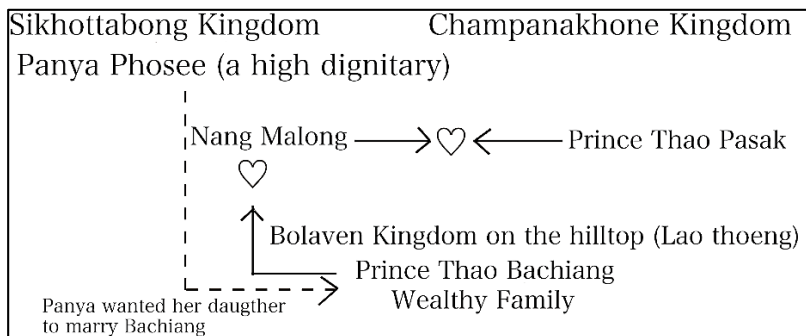 Sikhottabong Kingdom
Champanakhone Kingdom
Panya Phosee (a high dignitary)
Nang Malong
Prince Thao Pasak
Bolaven Kingdom on the hilltop (Lao thoeng)
Prince Thao Bachiang
Wealthy Family
Panya wanted her daugther
to marry Bachiang